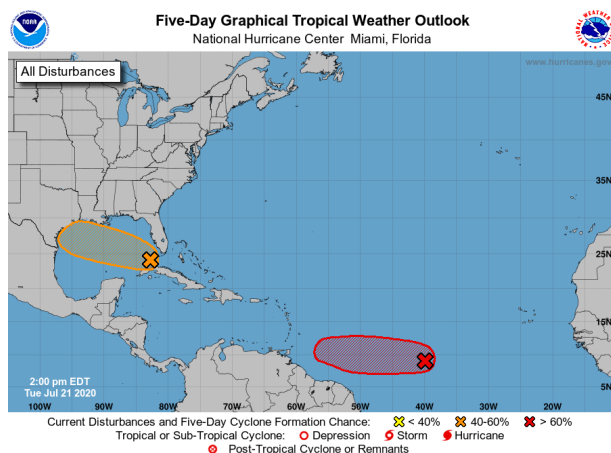 Five-Day Graphical Tropical Weather Outlook
National Hurricane Center Miami, Florida
NOAA
All Disturbances
www.hurricanes.gov
45N
35N
25N
15N
5N
2:00 pm EDT
Tue Jul 21 2020
100W 90W 80W 70W 60W 50W 40W 30W 20W 10W
Current Disturbances and Five-Day Cyclone Formation Chance: < 40% 40-60% > 60%
Tropical or Sub-Tropical Cyclone: Depression Storm Hurricane
Post-Tropical Cyclone or Remnants